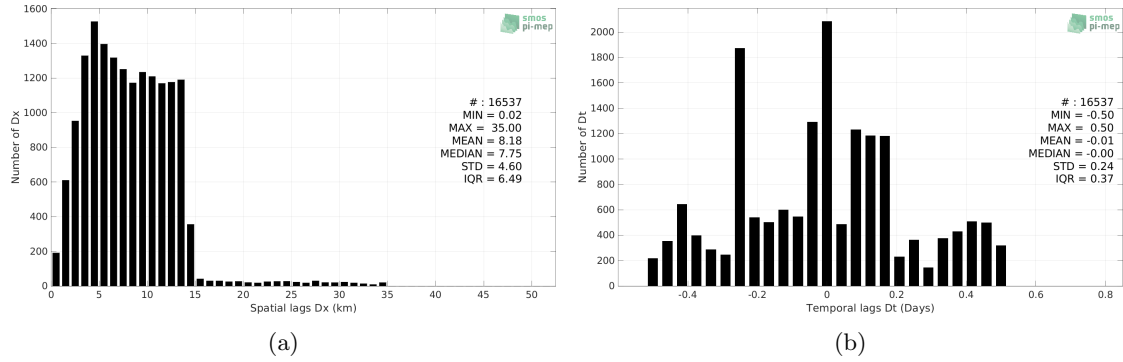 1600
1400
1200
1000
800
600
400
200
0
Number of Dx
0 5 10 15 20 25 30 35 40 45 50
Spatial lags Dx (km)
smos
pi-mep
# : 16537
MIN = 0.02
MAX = 35.00
MEAN = 8.18
MEDIAN = 7.75
STD = 4.60
IQR = 6.49
(a)
2000
1800
1600
1400
1200
1000
800
600
400
200
0
Number of Dt
-0.4 -0.2 0 0.2 0.4 0.6 0.8
Temporal lags Dt (Days)
smos
pi-mep
# : 16537
MIN = -0.50
MAX = 0.50
MEAN = -0.01
MEDIAN = -0.00
STD = 0.24
IQR = 0.37
(b)